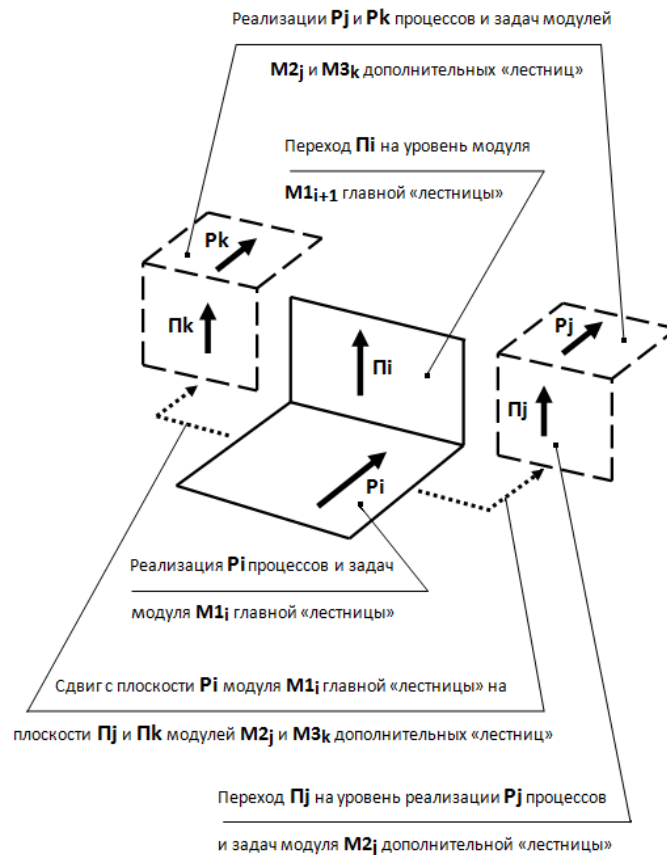 Реализации Pj и Pk процессов и задач модулей
M2j и M3k дополнительных «лестниц»
Переход Пi на уровень модуля
M1i+1 главной «лестницы»
Pk
Пk
Пi
Pj
Пj
Pi
Реализация Pi процессов и задач
модуля M1i главной «лестницы»
Сдвиг с плоскости Pi модуля M1i главной «лестницы» на
плоскости Пj и Пk модулей M2j и M3k дополнительных «лестниц»
Переход Пj на уровень реализации Pj процессов
и задач модуля M2j дополнительной «лестницы»